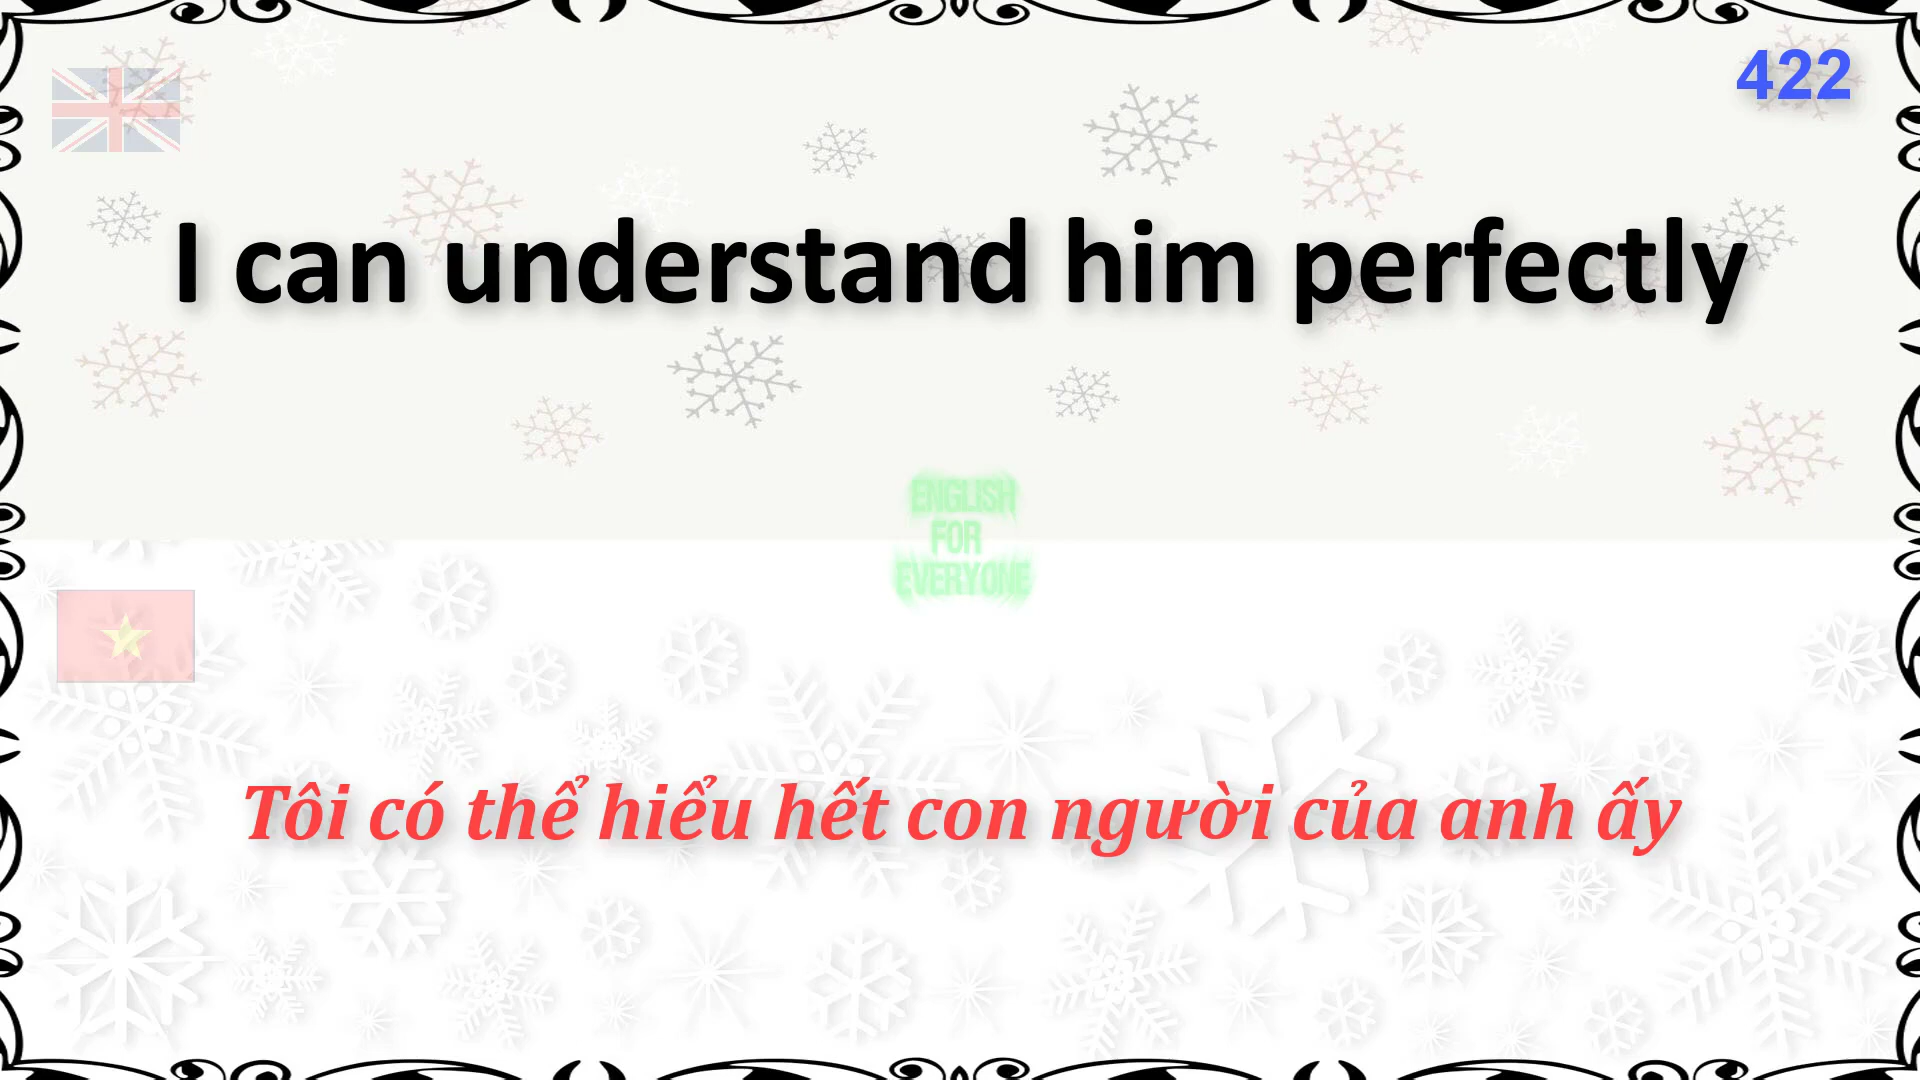 422
I can understand him perfectly
ENGLISH
FOR
EVERYONE
Tôi có thể hiểu hết con người của anh ấy